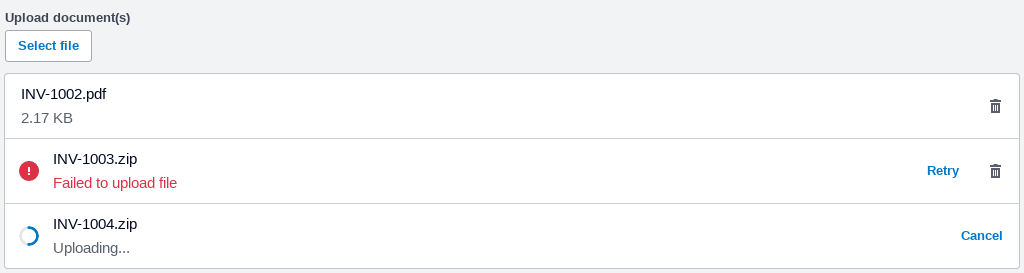 Upload document(s)
Select file
INV-1002.pdf
2.17 KB
INV-1003.zip
Failed to upload file
Retry
INV-1004.zip
Uploading...
Cancel